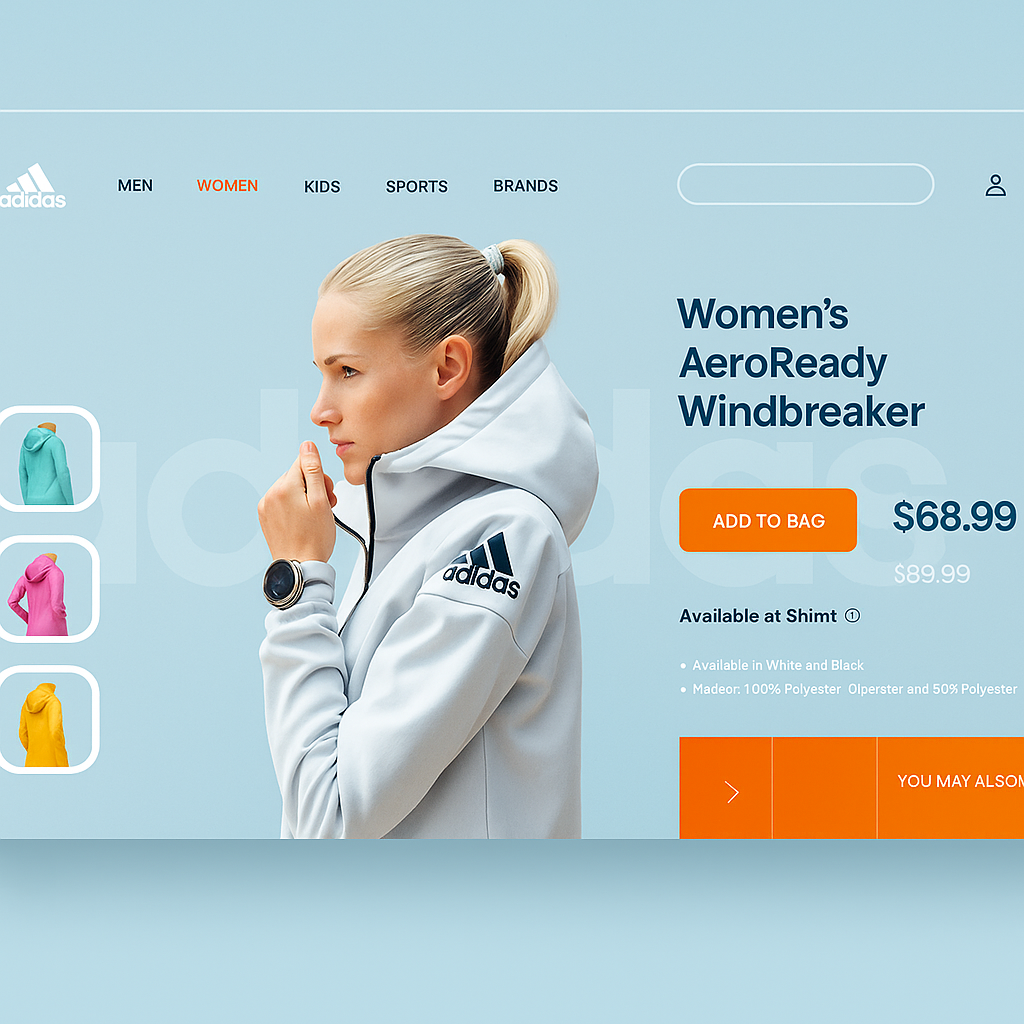 adidas
MEN
WOMEN
KIDS
SPORTS
BRANDS
adidas
Women's
AeroReady
Windbreaker
adidas
ADD TO BAG
$68.99
$89.99
Available at Shimt 1
• Available in White and Black
• Madeor: 100% Polyester Olperster and 50% Polyester
YOU MAY ALSOM